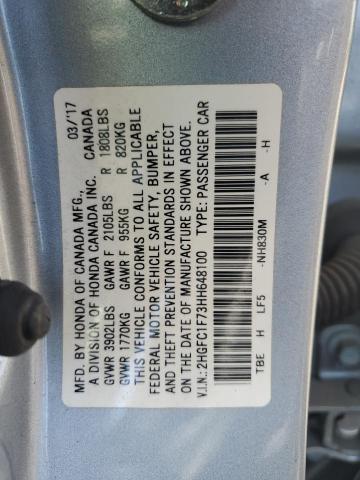 MFD. BY HONDA OF CANADA MFG., 03/'17
A DIVISION OF HONDA CANADA INC. CANADA
GVWR 3902LBS GAWR F 2105LBS R 1808LBS
GVWR 1770KG GAWR F 955KG R 820KG
THIS VEHICLE CONFORMS TO ALL APPLICABLE
FEDERAL MOTOR VEHICLE SAFETY, BUMPER,
AND THEFT PREVENTION STANDARDS IN EFFECT
ON THE DATE OF MANUFACTURE SHOWN ABOVE.
V.I.N.: 2HGFC1F73HH648100 TYPE: PASSENGER CAR
TBE H LF5 -NH830M -A -H